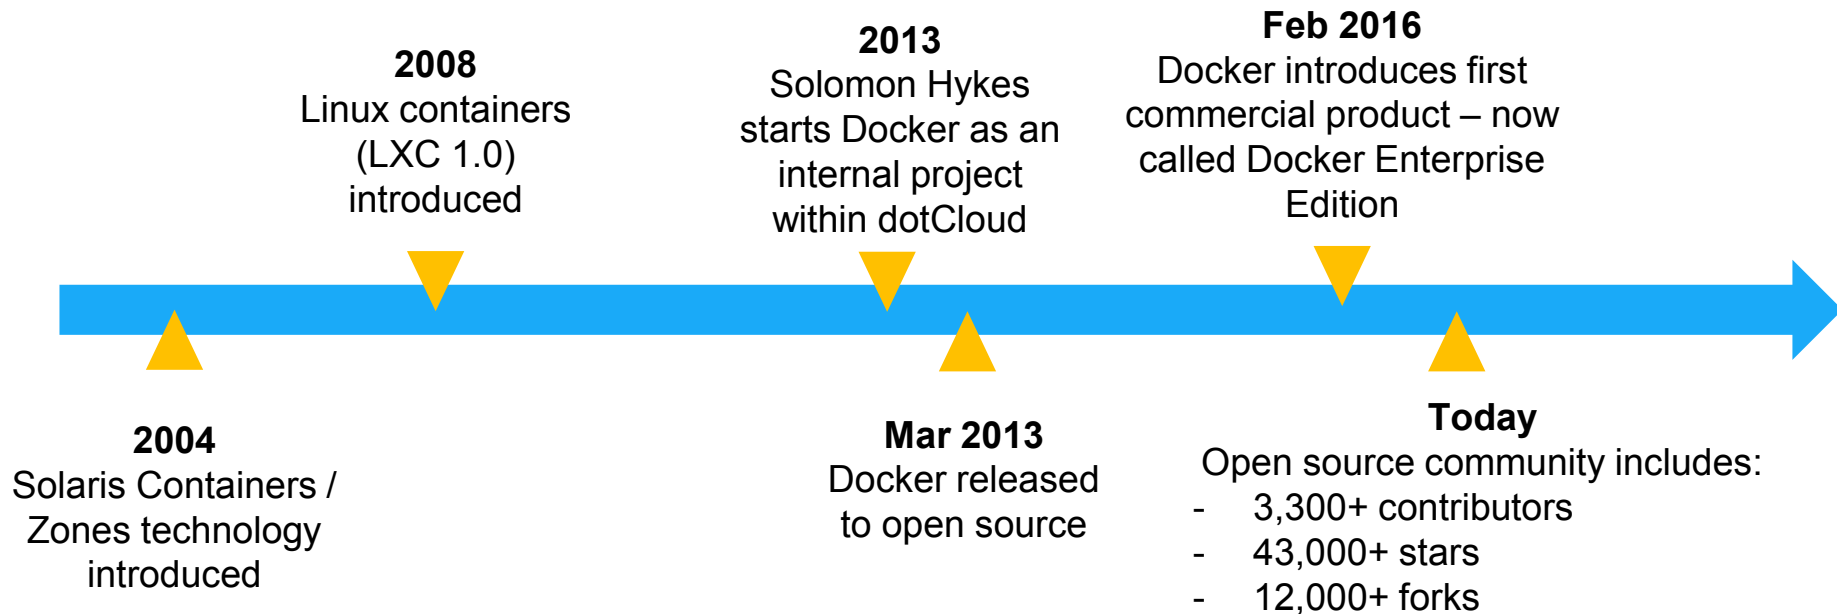 2008
Linux containers
(LXC 1.0)
introduced
2013
Solomon Hykes
starts Docker as an
internal project
within dotCloud
Feb 2016
Docker introduces first
commercial product – now
called Docker Enterprise
Edition
2004
Solaris Containers /
Zones technology
introduced
Mar 2013
Docker released
to open source
Today
Open source community includes:
- 3,300+ contributors
- 43,000+ stars
- 12,000+ forks